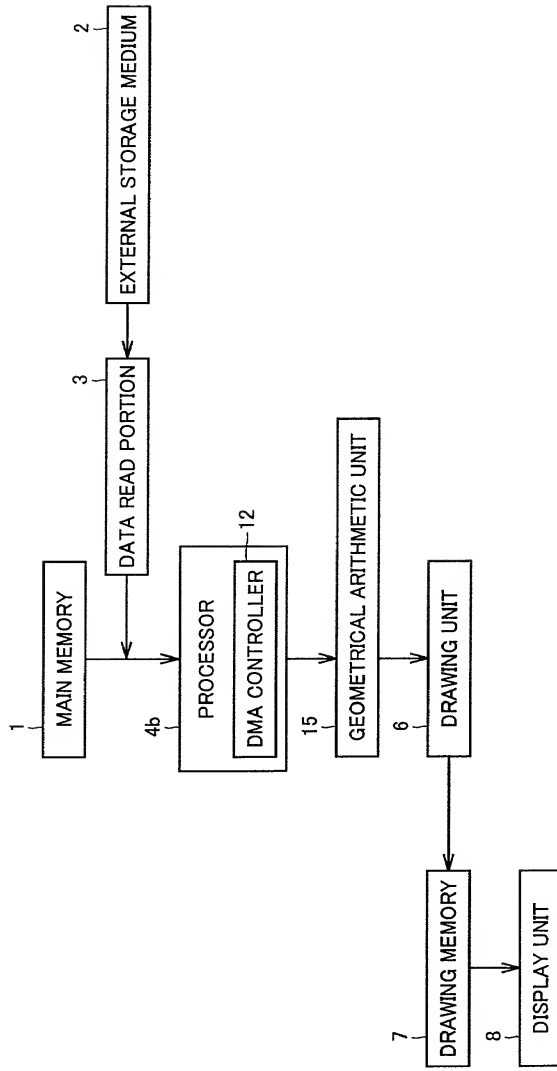 2
EXTERNAL STORAGE MEDIUM
3
DATA READ PORTION
1
MAIN MEMORY
4b
PROCESSOR
12
DMA CONTROLLER
15
GEOMETRICAL ARITHMETIC UNIT
6
DRAWING UNIT
7
DRAWING MEMORY
8
DISPLAY UNIT